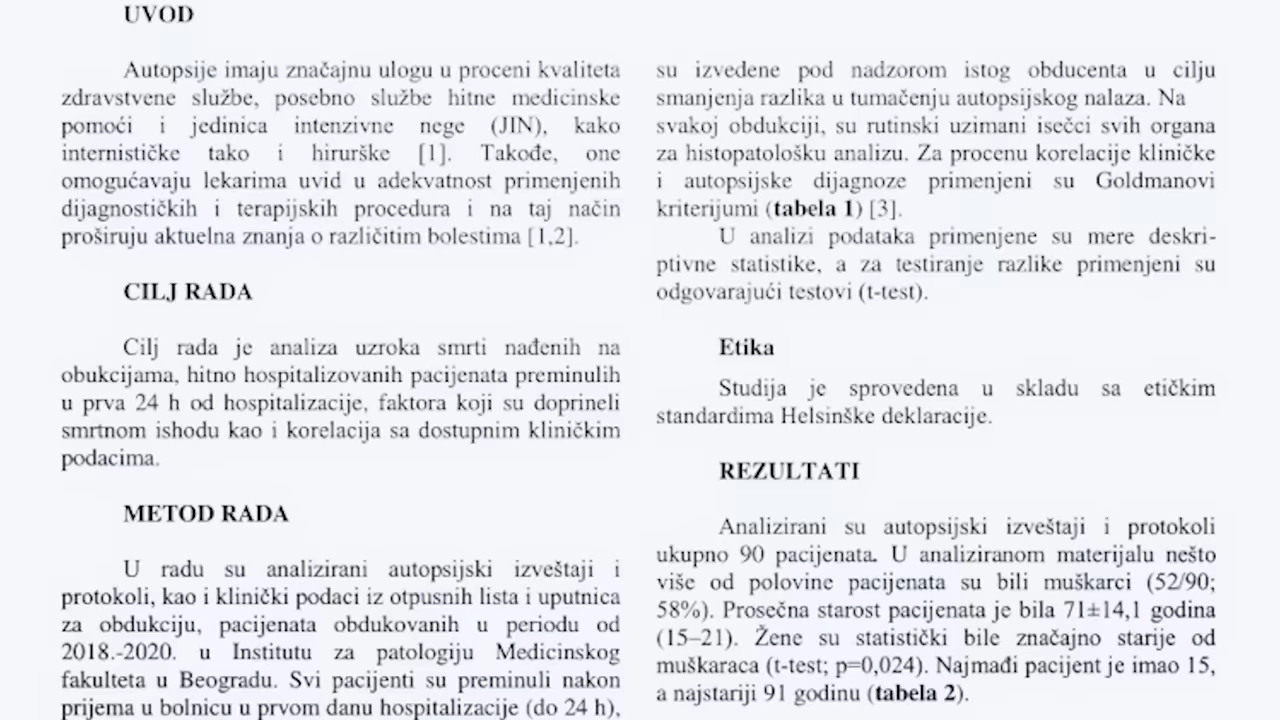 UVOD
Autopsije imaju značajnu ulogu u proceni kvaliteta
zdravstvene službe, posebno službe hitne medicinske
pomoći i jedinica intenzivne nege (JIN), kako
internističke tako i hirurške [1]. Takođe, one
omogućavaju lekarima uvid u adekvatnost primenjenih
dijagnostičkih i terapijskih procedura i na taj način
proširuju aktuelna znanja o različitim bolestima [1,2].
CILJ RADA
Cilj rada je analiza uzroka smrti nađenih na
obukcijama, hitno hospitalizovanih pacijenata preminulih
u prva 24 h od hospitalizacije, faktora koji su doprineli
smrtnom ishodu kao i korelacija sa dostupnim kliničkim
podacima.
METOD RADA
U radu su analizirani autopsijski izveštaji i
protokoli, kao i klinički podaci iz otpusnih lista i uputnica
za obdukciju, pacijenata obdukovanih u periodu od
2018.-2020. u Institutu za patologiju Medicinskog
fakulteta u Beogradu. Svi pacijenti su preminuli nakon
prijema u bolnicu u prvom danu hospitalizacije (do 24 h),
su izvedene pod nadzorom istog obducenta u cilju
smanjenja razlika u tumačenju autopsijskog nalaza. Na
svakoj obdukciji, su rutinski uzimani isečci svih organa
za histopatološku analizu. Za procenu korelacije kliničke
i autopsijske dijagnoze primenjeni su Goldmanovi
kriterijumi (tabela 1) [3].
U analizi podataka primenjene su mere deskri-
ptivne statistike, a za testiranje razlike primenjeni su
odgovarajući testovi (t-test).
Etika
Studija je sprovedena u skladu sa etičkim
standardima Helsinške deklaracije.
REZULTATI
Analizirani su autopsijski izveštaji i protokoli
ukupno 90 pacijenata. U analiziranom materijalu nešto
više od polovine pacijenata su bili muškarci (52/90;
58%). Prosečna starost pacijenata je bila 71±14,1 godina
(15–21). Žene su statistički bile značajno starije od
muškaraca (t-test; p=0,024). Najmađi pacijent je imao 15,
a najstariji 91 godinu (tabela 2).